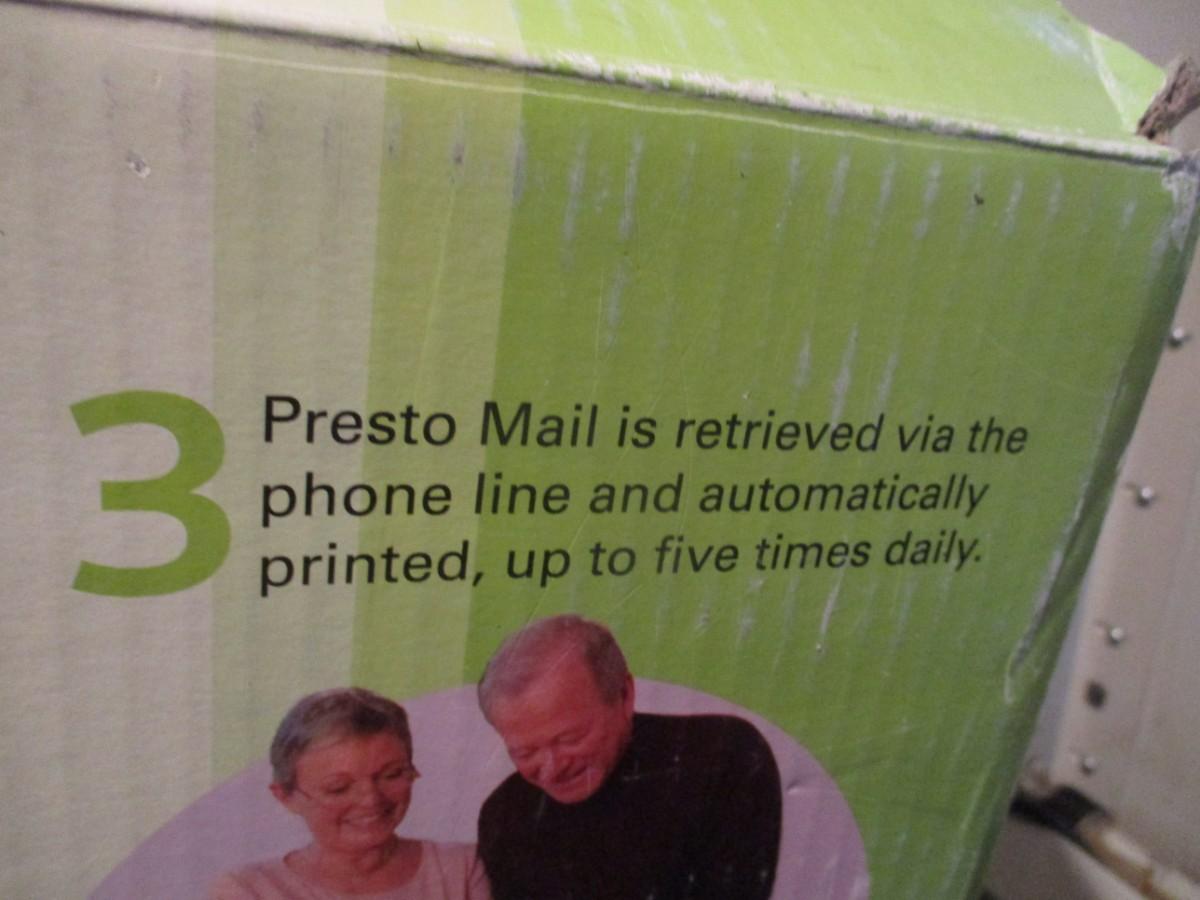 3
Presto Mail is retrieved via the
phone line and automatically
printed, up to five times daily.